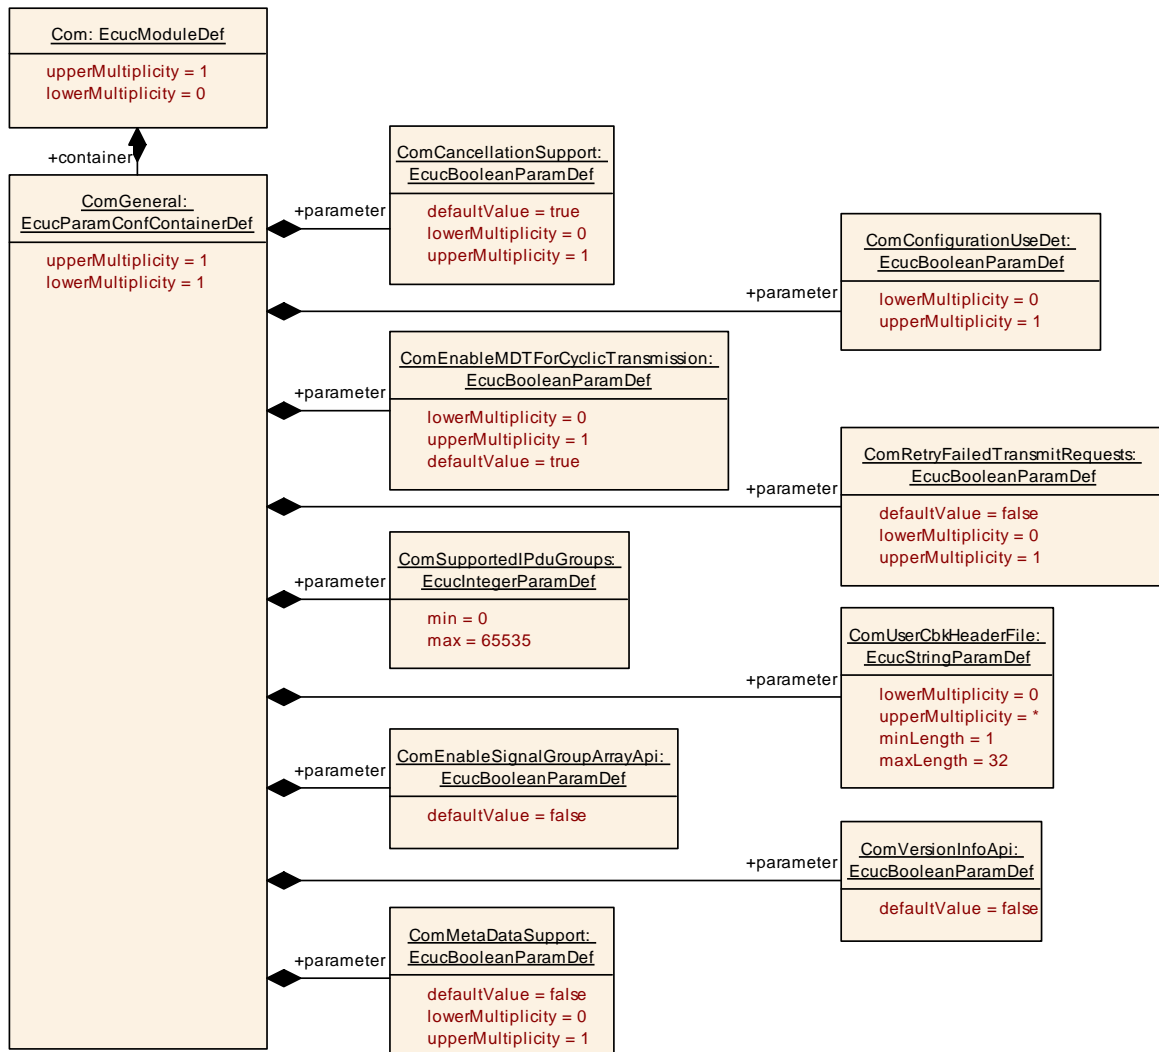 Com: EcucModuleDef
upperMultiplicity = 1
lowerMultiplicity = 0
+container
ComGeneral:
EcucParamConfContainerDef
upperMultiplicity = 1
lowerMultiplicity = 1
+parameter
ComCancellationSupport:
EcucBooleanParamDef
defaultValue = true
lowerMultiplicity = 0
upperMultiplicity = 1
+parameter
ComConfigurationUseDet:
EcucBooleanParamDef
lowerMultiplicity = 0
upperMultiplicity = 1
+parameter
ComEnableMDTForCyclicTransmission:
EcucBooleanParamDef
lowerMultiplicity = 0
upperMultiplicity = 1
defaultValue = true
+parameter
ComRetryFailedTransmitRequests:
EcucBooleanParamDef
defaultValue = false
lowerMultiplicity = 0
upperMultiplicity = 1
+parameter
ComSupportedIPduGroups:
EcucIntegerParamDef
min = 0
max = 65535
+parameter
ComUserCbkHeaderFile:
EcucStringParamDef
lowerMultiplicity = 0
upperMultiplicity = *
minLength = 1
maxLength = 32
+parameter
ComEnableSignalGroupArrayApi:
EcucBooleanParamDef
defaultValue = false
+parameter
ComVersionInfoApi:
EcucBooleanParamDef
defaultValue = false
+parameter
ComMetaDataSupport:
EcucBooleanParamDef
defaultValue = false
lowerMultiplicity = 0
upperMultiplicity = 1